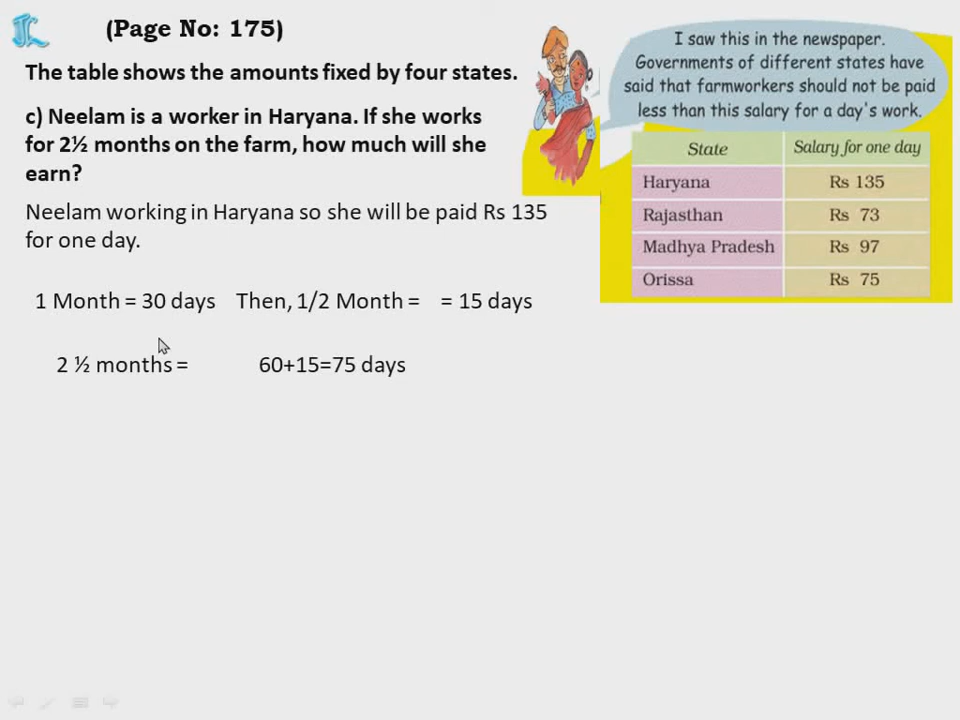 (Page No: 175)
The table shows the amounts fixed by four states.
c) Neelam is a worker in Haryana. If she works
for 2½ months on the farm, how much will she
earn?
Neelam working in Haryana so she will be paid Rs 135
for one day.
1 Month = 30 days Then, 1/2 Month = = 15 days
2 ½ months = 60+15=75 days
I saw this in the newspaper.
Governments of different states have
said that farmworkers should not be paid
less than this salary for a day's work.
State Salary for one day
Haryana Rs 135
Rajasthan Rs 73
Madhya Pradesh Rs 97
Orissa Rs 75